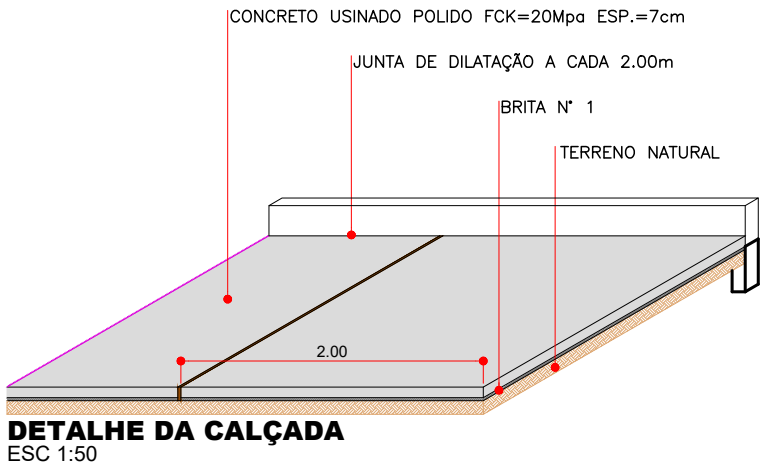 CONCRETO USINADO POLIDO FCK=20Mpa ESP.=7cm
JUNTA DE DILATAÇÃO A CADA 2.00m
BRITA N° 1
TERRENO NATURAL
2.00
DETALHE DA CALÇADA
ESC 1:50